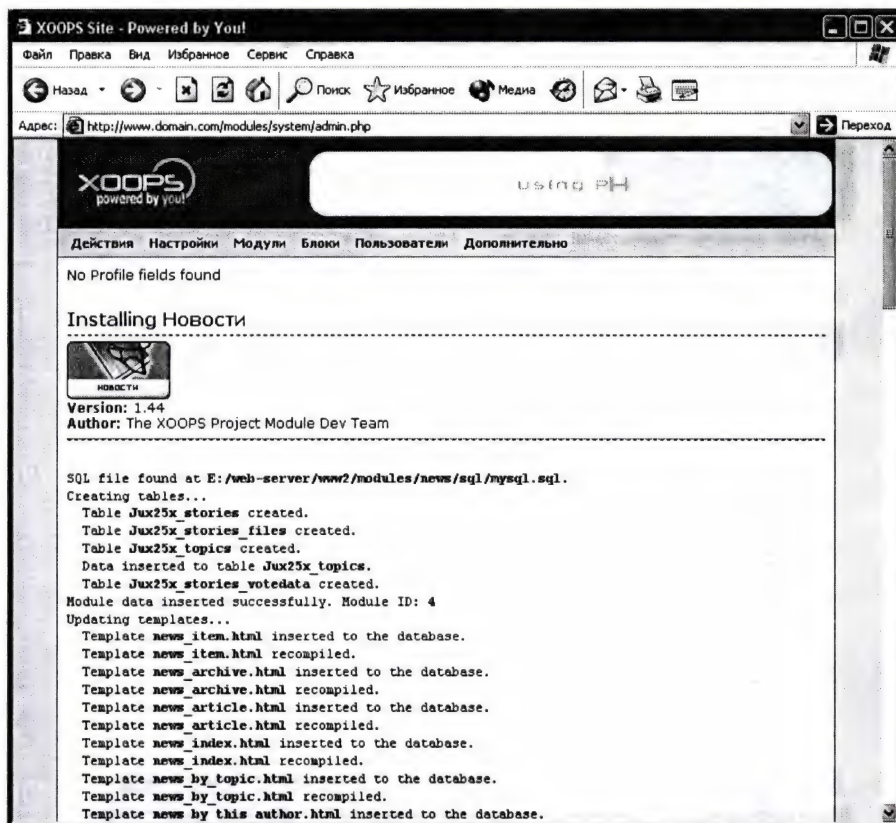 XOOPS Site - Powered by You!
Файл Правка Вид Избранное Сервис Справка
Назад Поиск Избранное Медиа
Адрес: http://www.domain.com/modules/system/admin.php Переход
XOOPS
powered by you!
using PH
Действия Настройки Модули Блоки Пользователи Дополнительно
No Profile fields found
Installing Новости
НОВОСТИ
Version: 1.44
Author: The XOOPS Project Module Dev Team
SQL file found at E:/web-server/www2/modules/news/sql/mysql.sql.
Creating tables...
Table Jux25x_stories created.
Table Jux25x_stories_files created.
Table Jux25x_topics created.
Data inserted to table Jux25x_topics.
Table Jux25x_stories_votedata created.
Module data inserted successfully. Module ID: 4
Updating templates...
Template news_item.html inserted to the database.
Template news_item.html recompiled.
Template news_archive.html inserted to the database.
Template news_archive.html recompiled.
Template news_article.html inserted to the database.
Template news_article.html recompiled.
Template news_index.html inserted to the database.
Template news_index.html recompiled.
Template news_by_topic.html inserted to the database.
Template news_by_topic.html recompiled.
Template news_by_this_author.html inserted to the database.